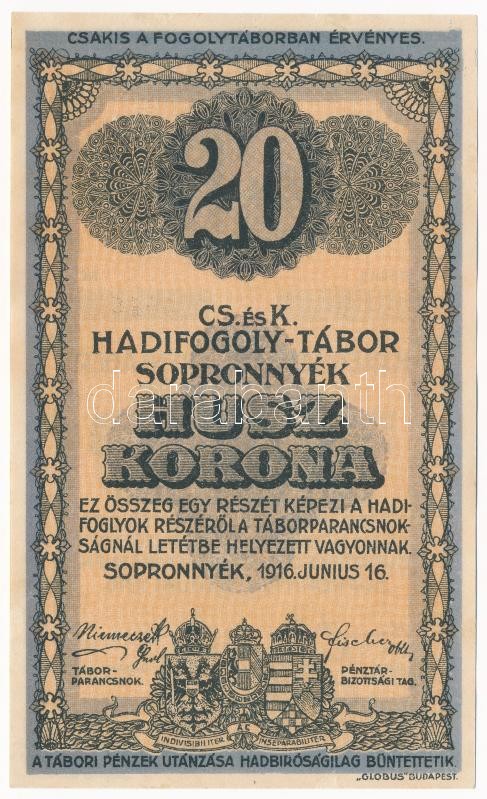 CSAKIS A FOGOLYTÁBORBAN ÉRVÉNYES.
20
CS. ÉS K.
HADIFOGOLY-TÁBOR
SOPRONNYÉK
HUSZ
KORONA
EZ ÖSSZEG EGY RÉSZÉT KÉPEZI A HADI-
FOGLYOK RÉSZÉRŐL A TÁBORPARANCSNOK-
SÁGNÁL LETÉTBE HELYEZETT VAGYONNAK.
SOPRONNYÉK, 1916. JUNIUS 16.
TÁBOR-
PARANCSNOK.
PÉNZTÁR-
BIZOTTSÁGI TAG.
INDIVISIBILITER AC INSEPARABILITER
A TÁBORI PÉNZEK UTÁNZÁSA HADBIRÓSÁGILAG BÜNTETTETIK.
„GLOBUS" BUDAPEST.
darabanth